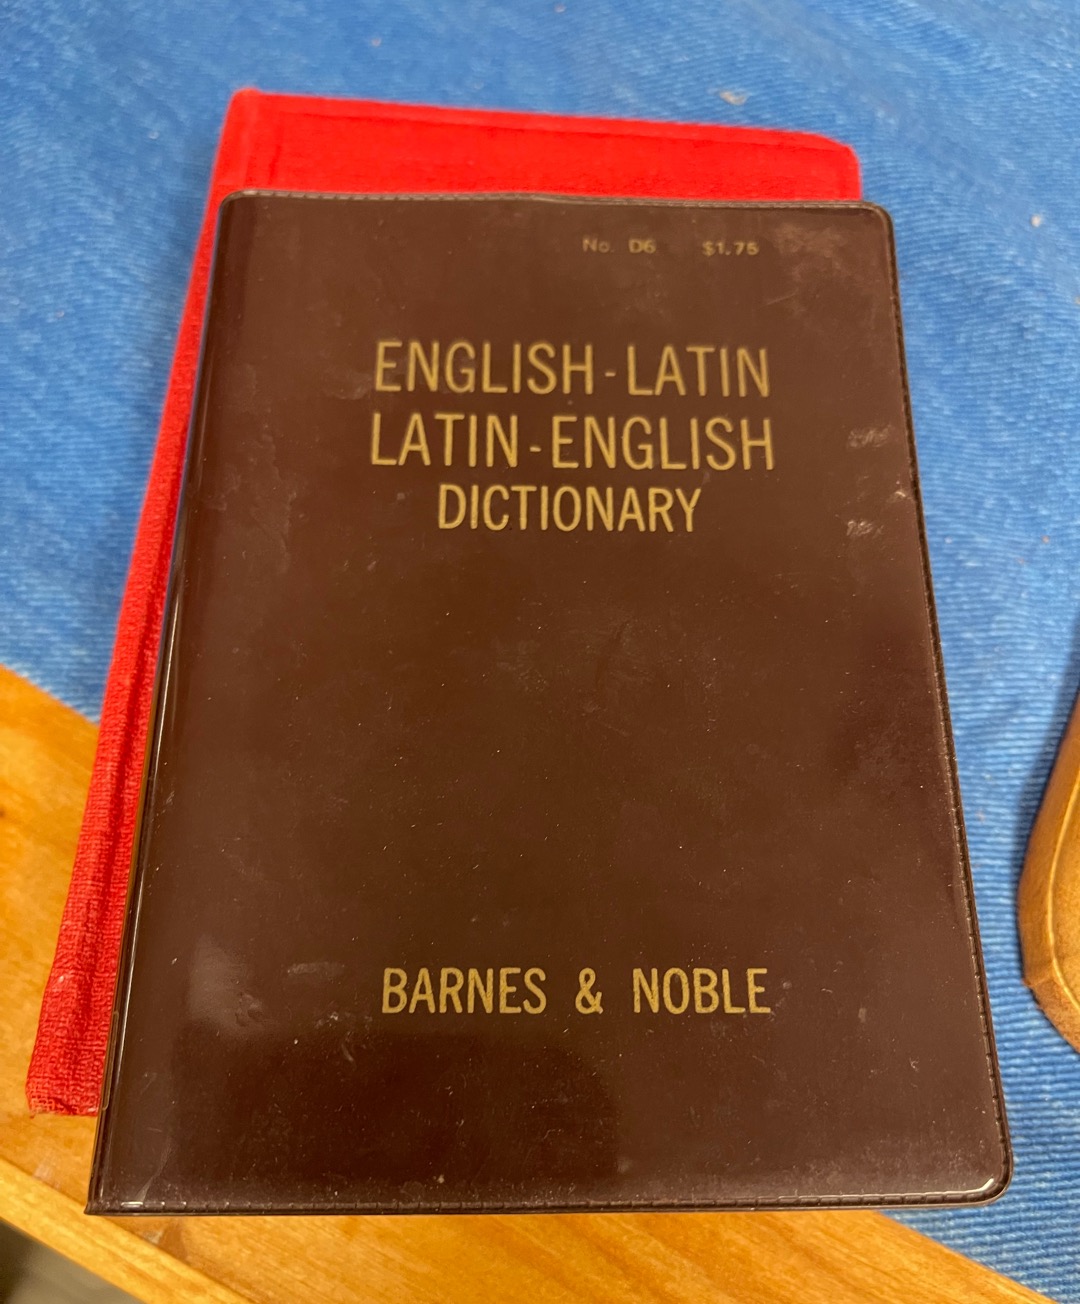 No. D6 $1.75
ENGLISH-LATIN
LATIN-ENGLISH
DICTIONARY
BARNES & NOBLE